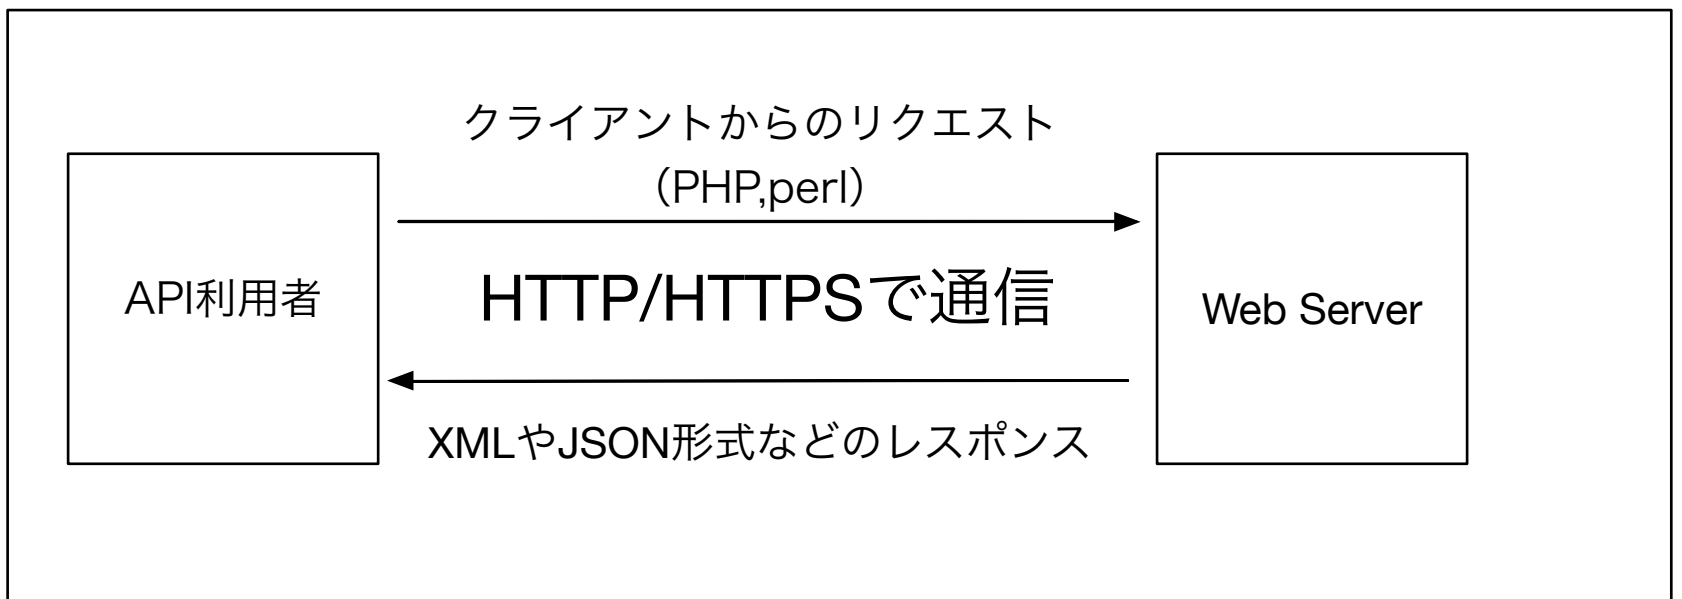 クライアントからのリクエスト
（PHP,perl）
API利用者
HTTP/HTTPSで通信
Web Server
XMLやJSON形式などのレスポンス